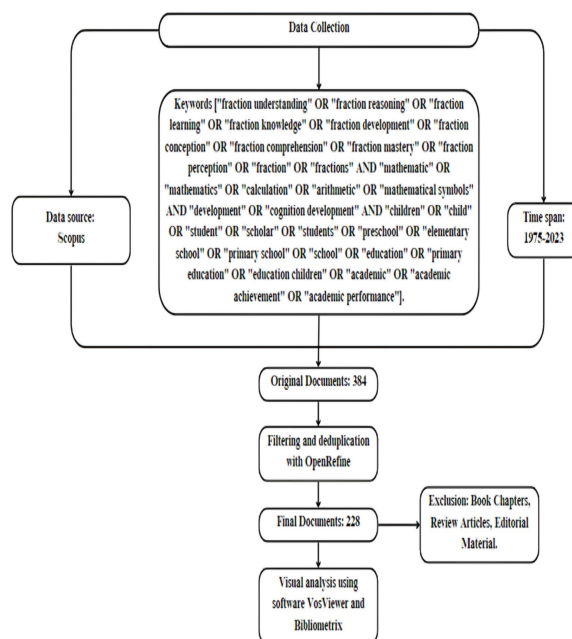 Data Collection
Keywords ["fraction understanding" OR "fraction reasoning" OR "fraction
learning" OR "fraction knowledge" OR "fraction development" OR "fraction
conception" OR "fraction comprehension" OR "fraction mastery" OR "fraction
perception" OR "fraction" OR "fractions" AND "mathematic" OR
"mathematics" OR "calculation" OR "arithmetic" OR "mathematical symbols"
AND "development" OR "cognition development" AND "children" OR "child"
OR "student" OR "scholar" OR "students" OR "preschool" OR "elementary
school" OR "primary school" OR "school" OR "education" OR "primary
education" OR "education children" OR "academic" OR "academic
achievement" OR "academic performance"].
Data source:
Scopus
Time span:
1975-2023
Original Documents: 384
Filtering and deduplication
with OpenRefine
Final Documents: 228
Exclusion: Book Chapters,
Review Articles, Editorial
Material.
Visual analysis using
software VosViewer and
Bibliometrix